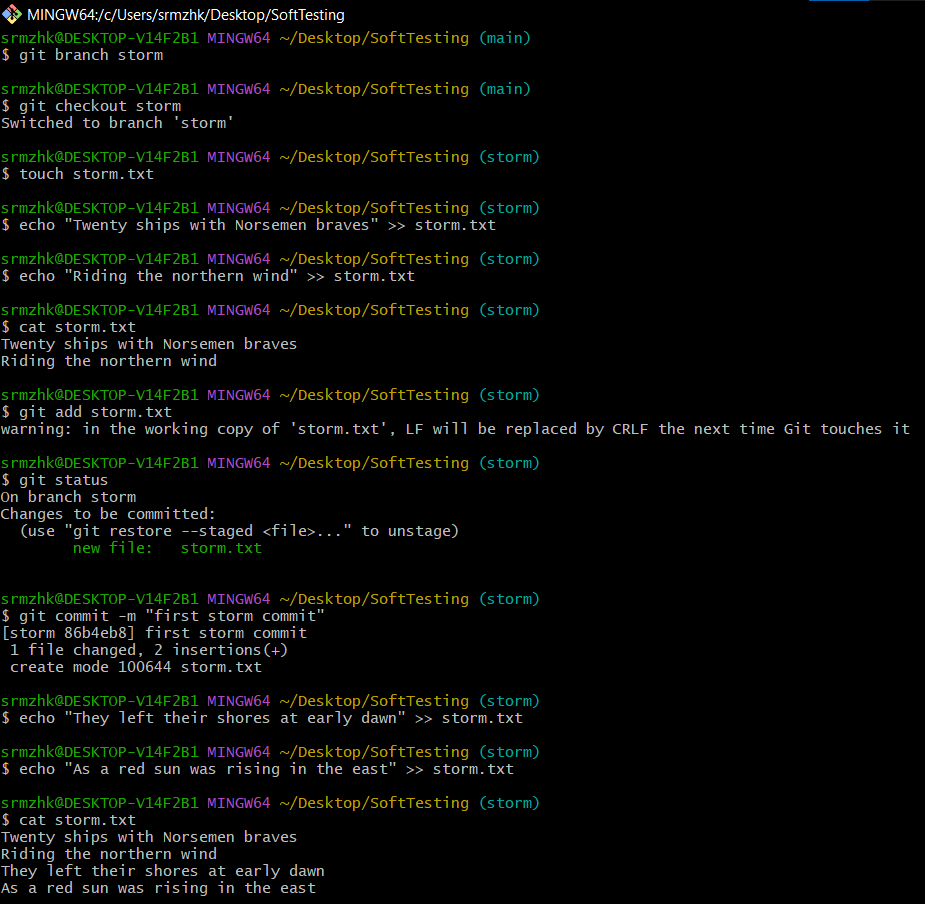 MINGW64:/c/Users/srmzhk/Desktop/SoftTesting
srmzhk@DESKTOP-V14F2B1 MINGW64 ~/Desktop/SoftTesting (main)
$ git branch storm
srmzhk@DESKTOP-V14F2B1 MINGW64 ~/Desktop/SoftTesting (main)
$ git checkout storm
Switched to branch 'storm'
srmzhk@DESKTOP-V14F2B1 MINGW64 ~/Desktop/SoftTesting (storm)
$ touch storm.txt
srmzhk@DESKTOP-V14F2B1 MINGW64 ~/Desktop/SoftTesting (storm)
$ echo "Twenty ships with Norsemen braves" >> storm.txt
srmzhk@DESKTOP-V14F2B1 MINGW64 ~/Desktop/SoftTesting (storm)
$ echo "Riding the northern wind" >> storm.txt
srmzhk@DESKTOP-V14F2B1 MINGW64 ~/Desktop/SoftTesting (storm)
$ cat storm.txt
Twenty ships with Norsemen braves
Riding the northern wind
srmzhk@DESKTOP-V14F2B1 MINGW64 ~/Desktop/SoftTesting (storm)
$ git add storm.txt
warning: in the working copy of 'storm.txt', LF will be replaced by CRLF the next time Git touches it
srmzhk@DESKTOP-V14F2B1 MINGW64 ~/Desktop/SoftTesting (storm)
$ git status
On branch storm
Changes to be committed:
  (use "git restore --staged <file>..." to unstage)
        new file:   storm.txt
srmzhk@DESKTOP-V14F2B1 MINGW64 ~/Desktop/SoftTesting (storm)
$ git commit -m "first storm commit"
[storm 86b4eb8] first storm commit
 1 file changed, 2 insertions(+)
 create mode 100644 storm.txt
srmzhk@DESKTOP-V14F2B1 MINGW64 ~/Desktop/SoftTesting (storm)
$ echo "They left their shores at early dawn" >> storm.txt
srmzhk@DESKTOP-V14F2B1 MINGW64 ~/Desktop/SoftTesting (storm)
$ echo "As a red sun was rising in the east" >> storm.txt
srmzhk@DESKTOP-V14F2B1 MINGW64 ~/Desktop/SoftTesting (storm)
$ cat storm.txt
Twenty ships with Norsemen braves
Riding the northern wind
They left their shores at early dawn
As a red sun was rising in the east